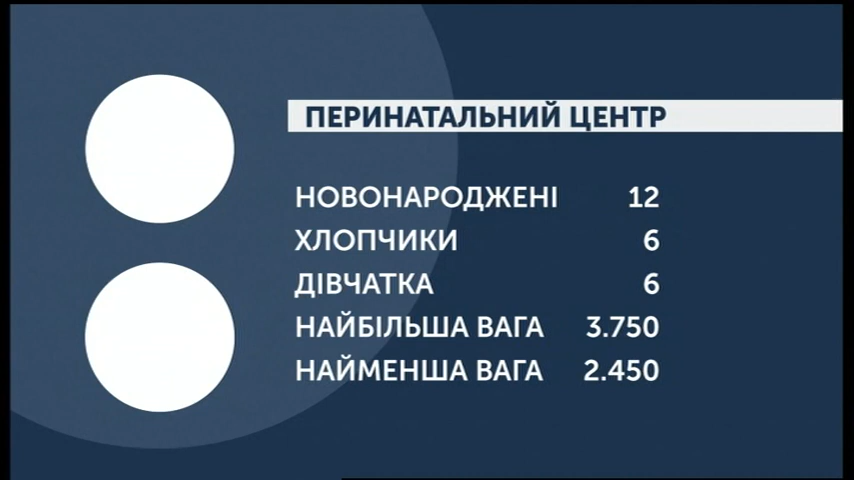 ПЕРИНАТАЛЬНИЙ ЦЕНТР
НОВОНАРОДЖЕНІ 12
ХЛОПЧИКИ 6
ДІВЧАТКА 6
НАЙБІЛЬША ВАГА 3.750
НАЙМЕНША ВАГА 2.450